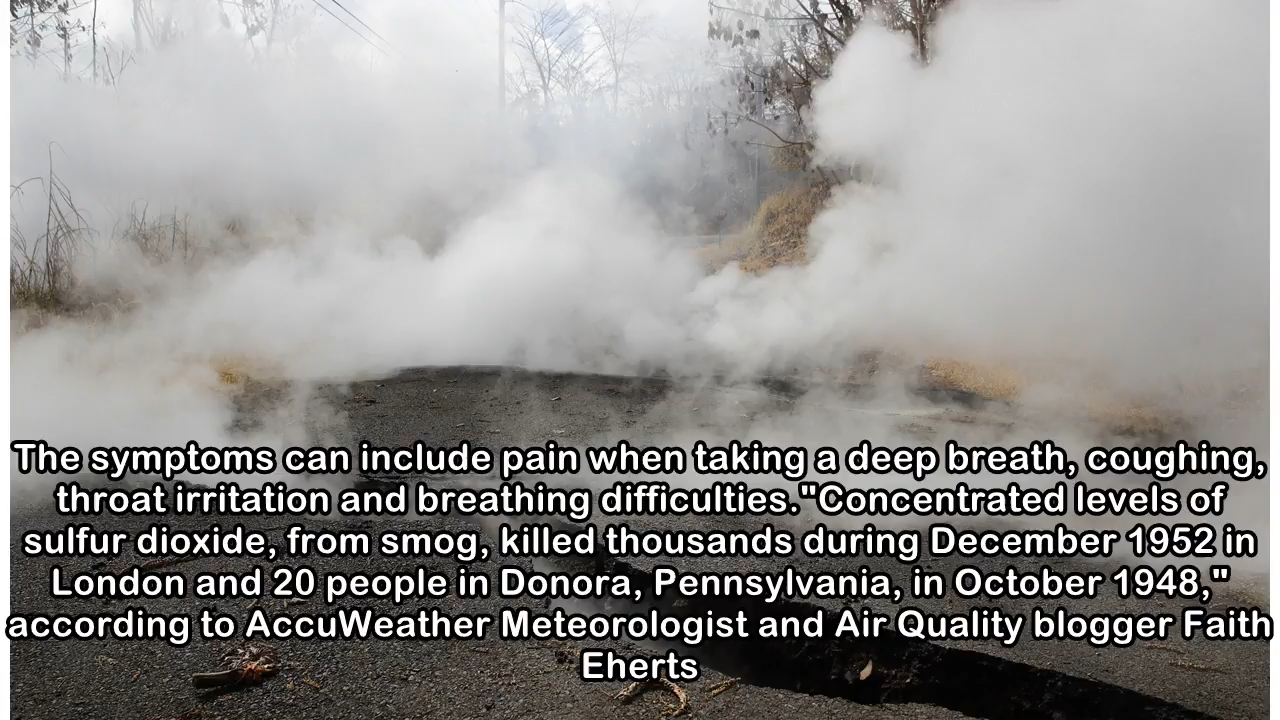 The symptoms can include pain when taking a deep breath, coughing,
throat irritation and breathing difficulties."Concentrated levels of
sulfur dioxide, from smog, killed thousands during December 1952 in
London and 20 people in Donora, Pennsylvania, in October 1948,"
according to AccuWeather Meteorologist and Air Quality blogger Faith
Eherts